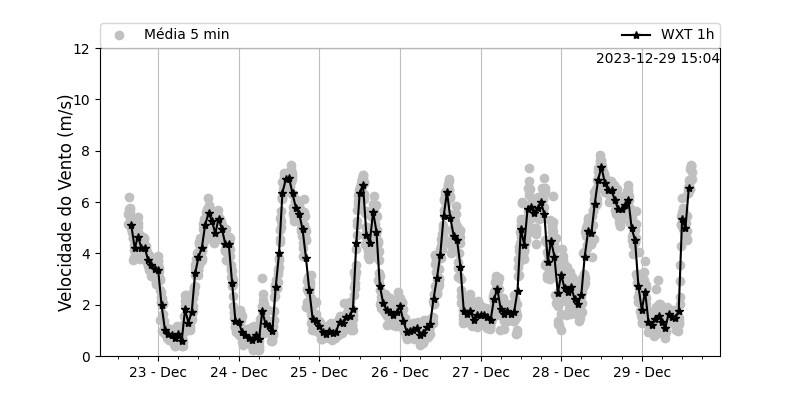 Média 5 min
WXT 1h
2023-12-29 15:04
Velocidade do Vento (m/s)
12
10
8
6
4
2
0
23 - Dec
24 - Dec
25 - Dec
26 - Dec
27 - Dec
28 - Dec
29 - Dec